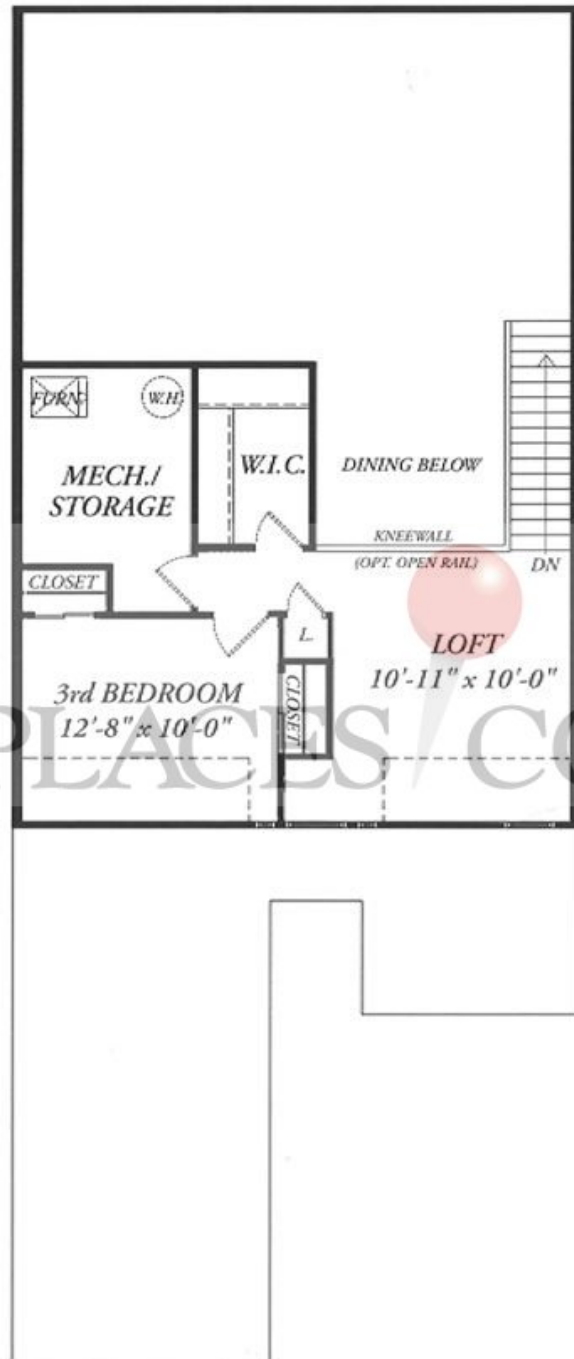 FURN
W.H.
MECH./
STORAGE
W.I.C.
DINING BELOW
KNEEWALL
(OPT. OPEN RAIL)
DN
CLOSET
L.
LOFT
10'-11" x 10'-0"
3rd BEDROOM
12'-8" x 10'-0"
CLOSET
PLACES CO